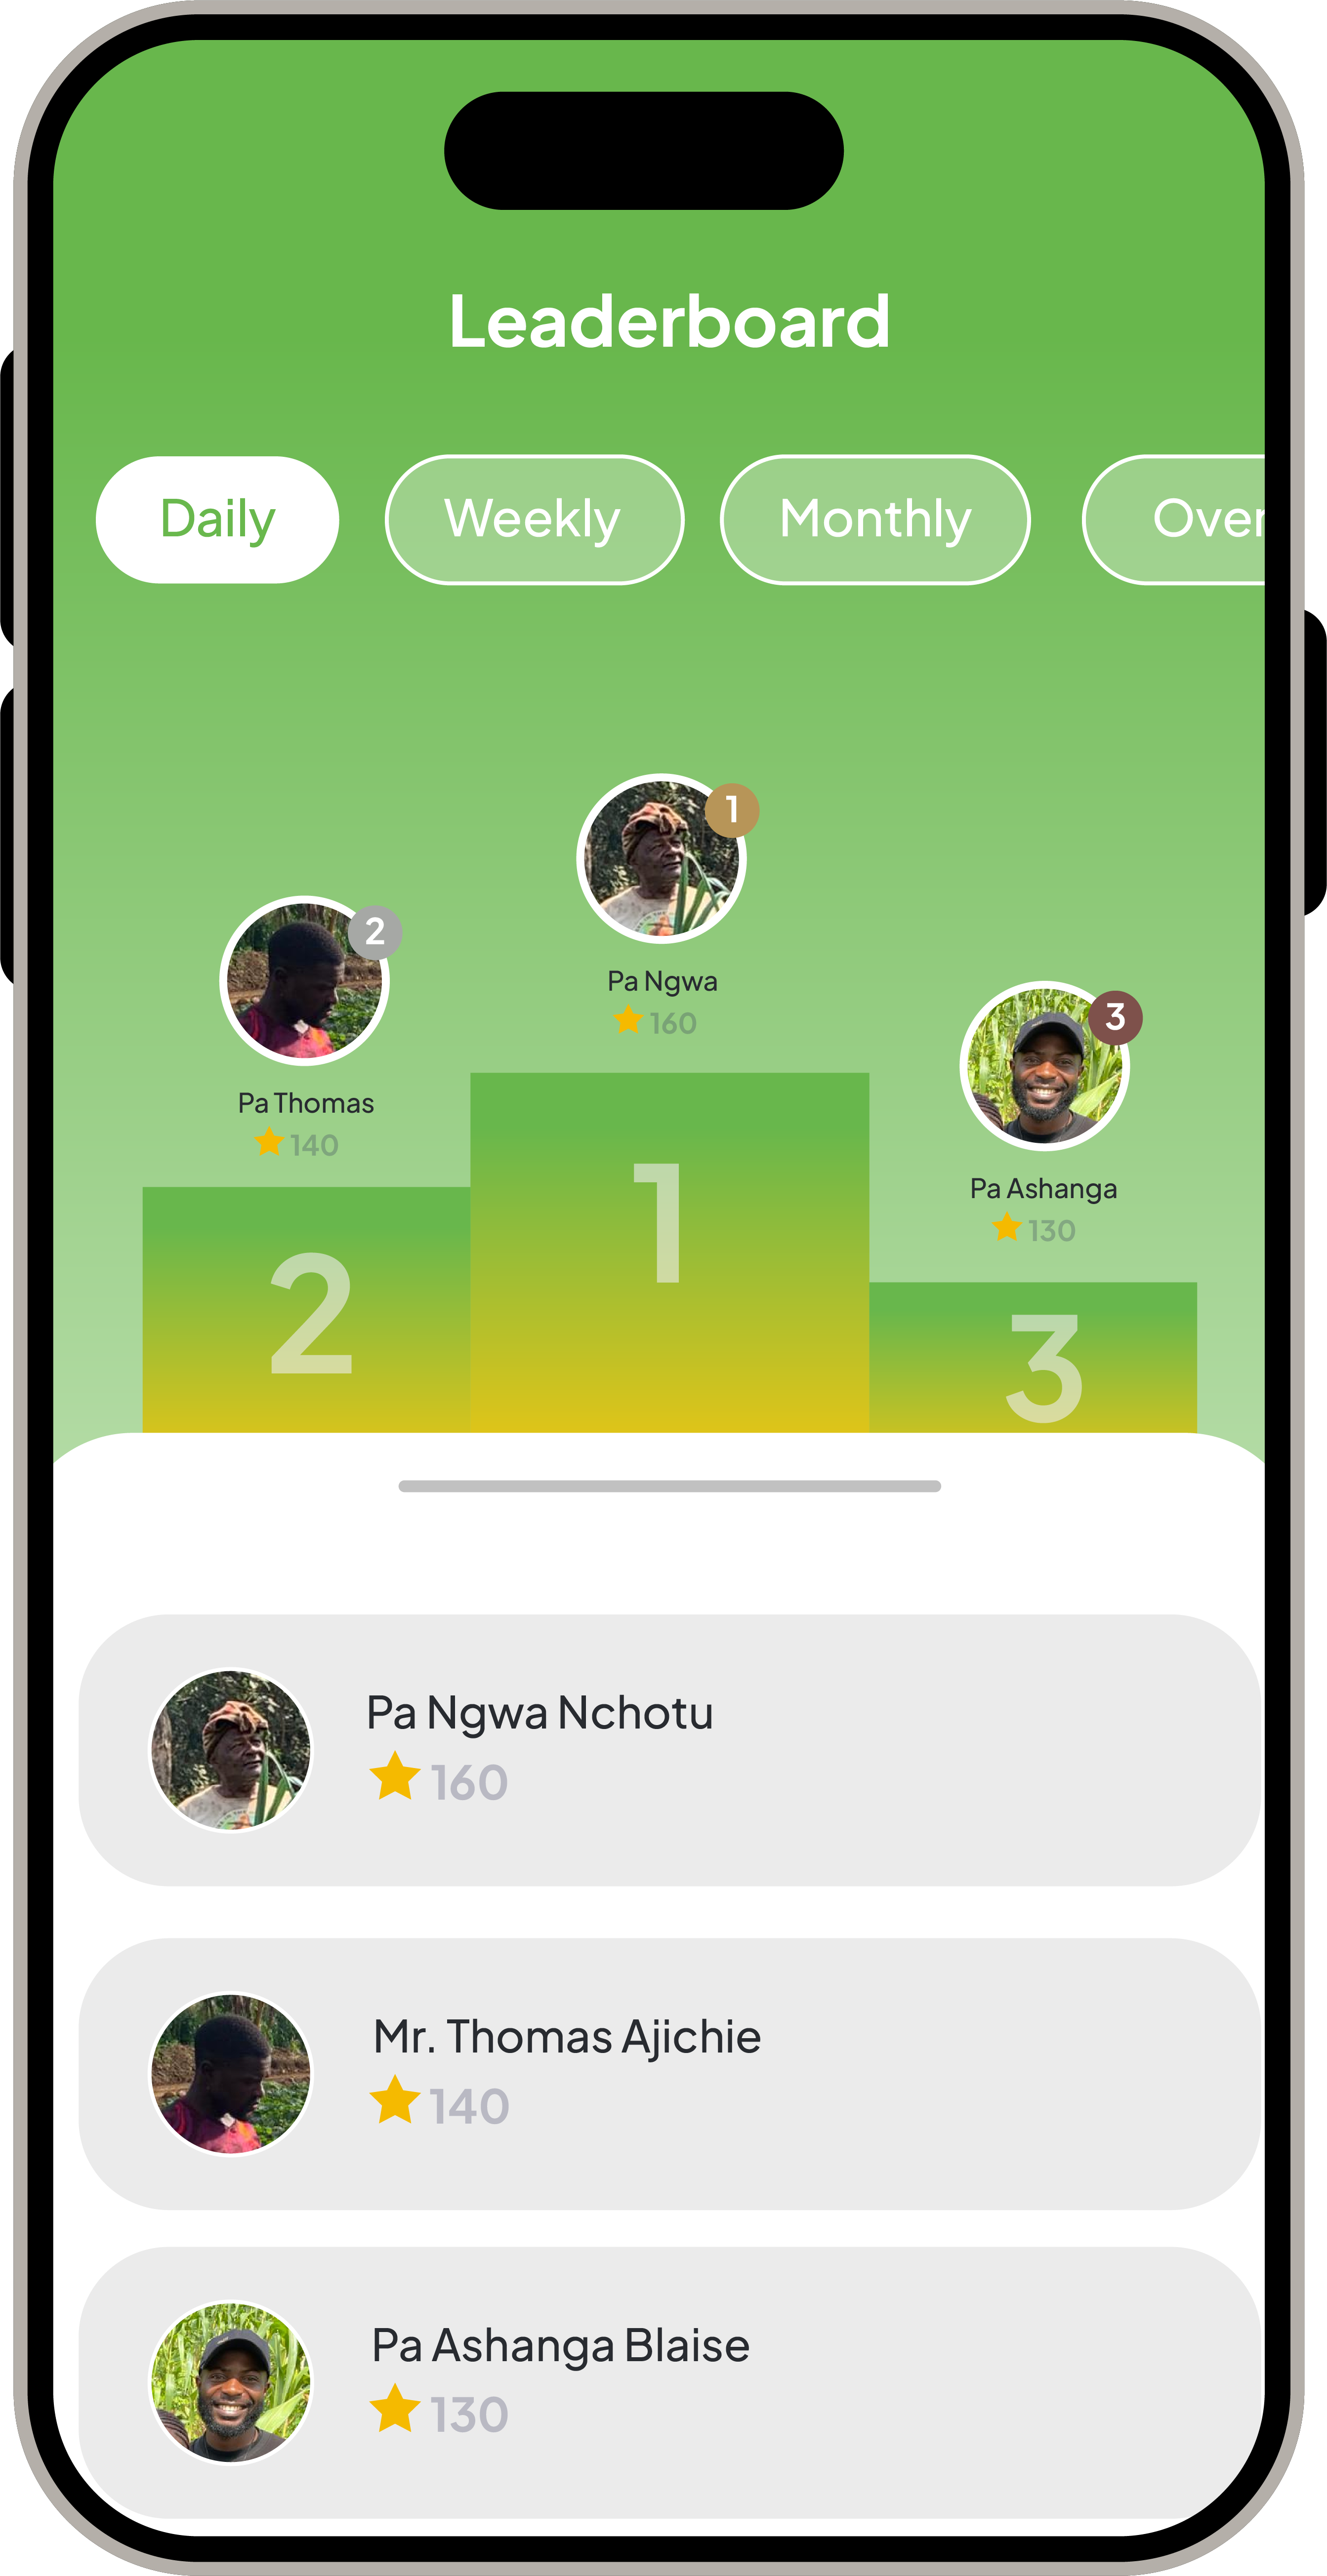 Leaderboard
Daily Weekly Monthly Over
1
2
Pa Ngwa
160
3
Pa Thomas
140
1
Pa Ashanga
130
2
3
Pa Ngwa Nchotu
160
Mr. Thomas Ajichie
140
Pa Ashanga Blaise
130